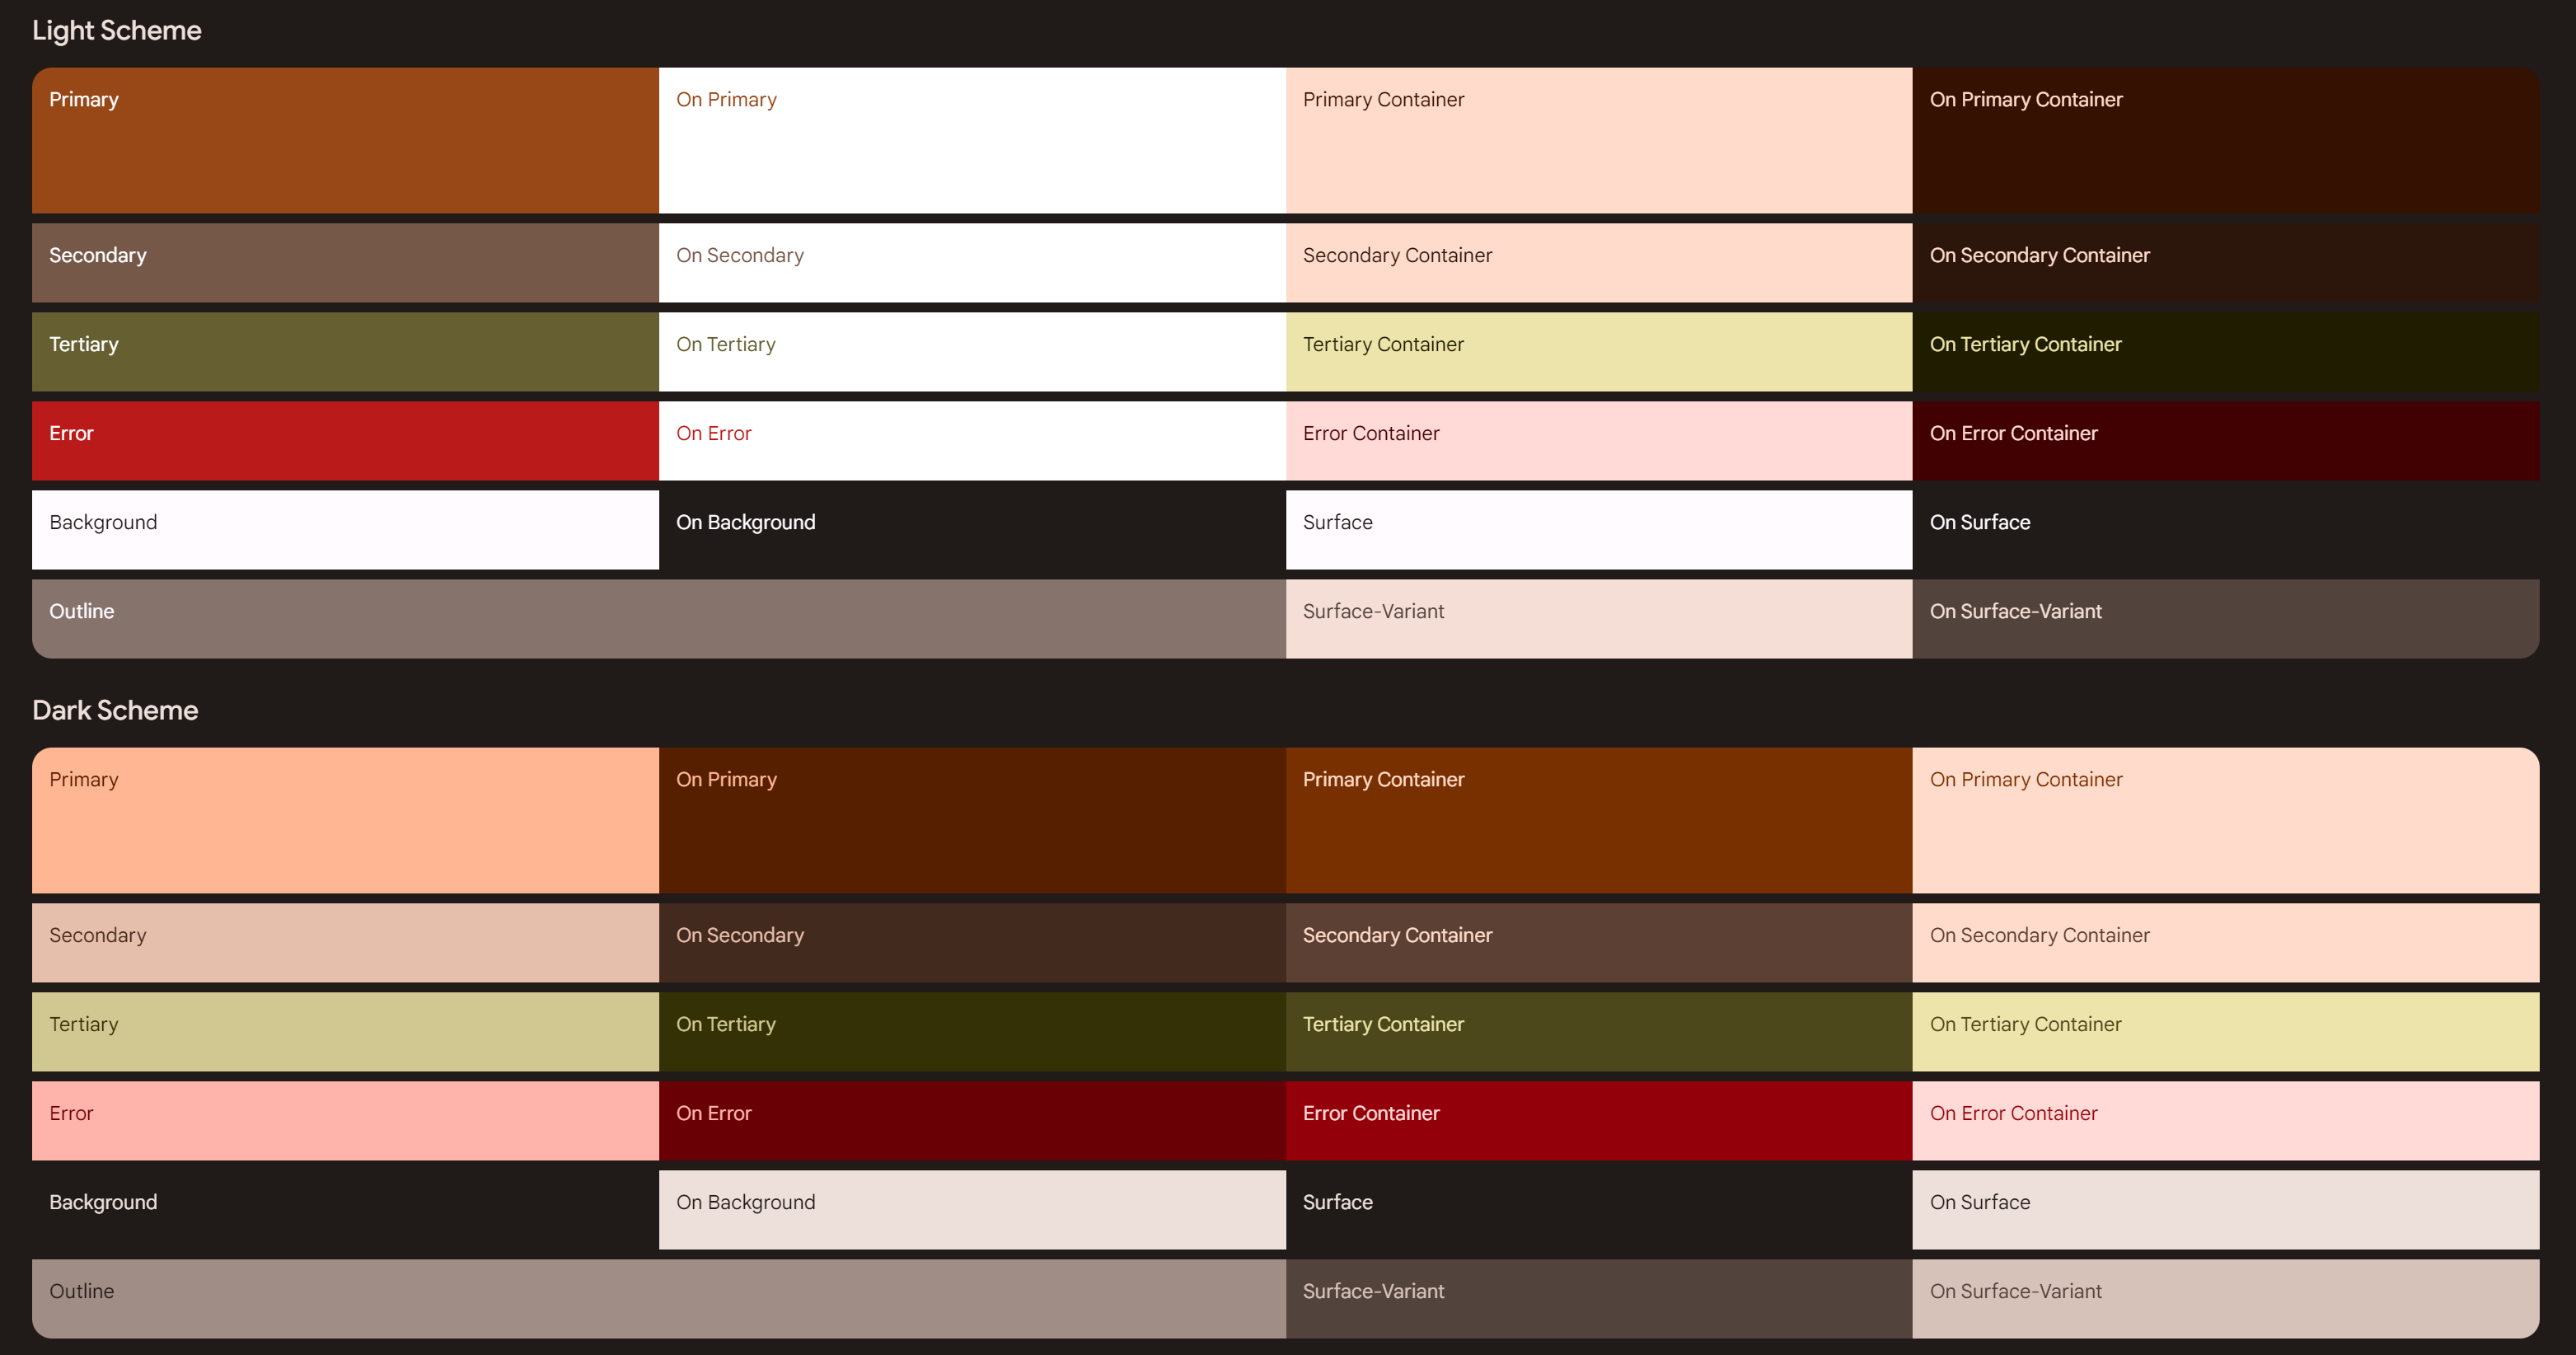 Light Scheme
Primary
On Primary
Primary Container
On Primary Container
Secondary
On Secondary
Secondary Container
On Secondary Container
Tertiary
On Tertiary
Tertiary Container
On Tertiary Container
Error
On Error
Error Container
On Error Container
Background
On Background
Surface
On Surface
Outline
Surface-Variant
On Surface-Variant
Dark Scheme
Primary
On Primary
Primary Container
On Primary Container
Secondary
On Secondary
Secondary Container
On Secondary Container
Tertiary
On Tertiary
Tertiary Container
On Tertiary Container
Error
On Error
Error Container
On Error Container
Background
On Background
Surface
On Surface
Outline
Surface-Variant
On Surface-Variant